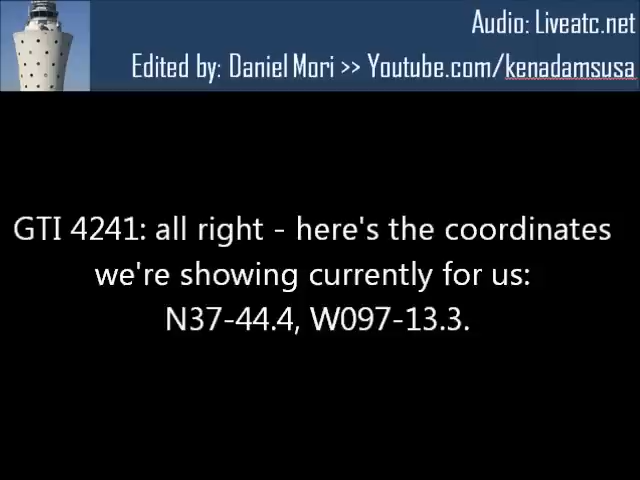 Audio: Liveatc.net
Edited by: Daniel Mori >> Youtube.com/kenadamsusa
GTI 4241: all right - here's the coordinates
we're showing currently for us:
N37-44.4, W097-13.3.